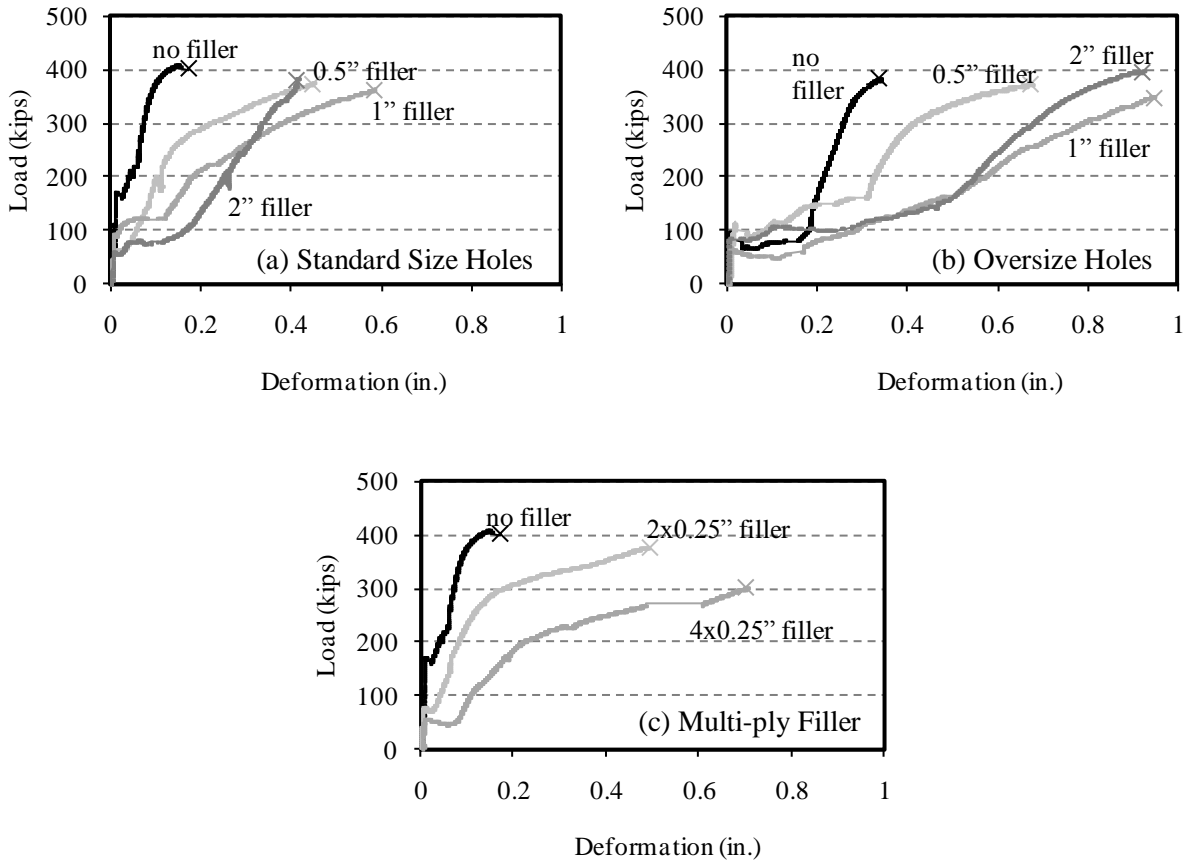 500
400
300
200
100
0
Load (kips)
no filler
0.5” filler
1” filler
2” filler
(a) Standard Size Holes
0 0.2 0.4 0.6 0.8 1
Deformation (in.)
500
400
300
200
100
0
Load (kips)
no
filler
0.5” filler
2” filler
1” filler
(b) Oversize Holes
0 0.2 0.4 0.6 0.8 1
Deformation (in.)
500
400
300
200
100
0
Load (kips)
no filler
2x0.25” filler
4x0.25” filler
(c) Multi-ply Filler
0 0.2 0.4 0.6 0.8 1
Deformation (in.)